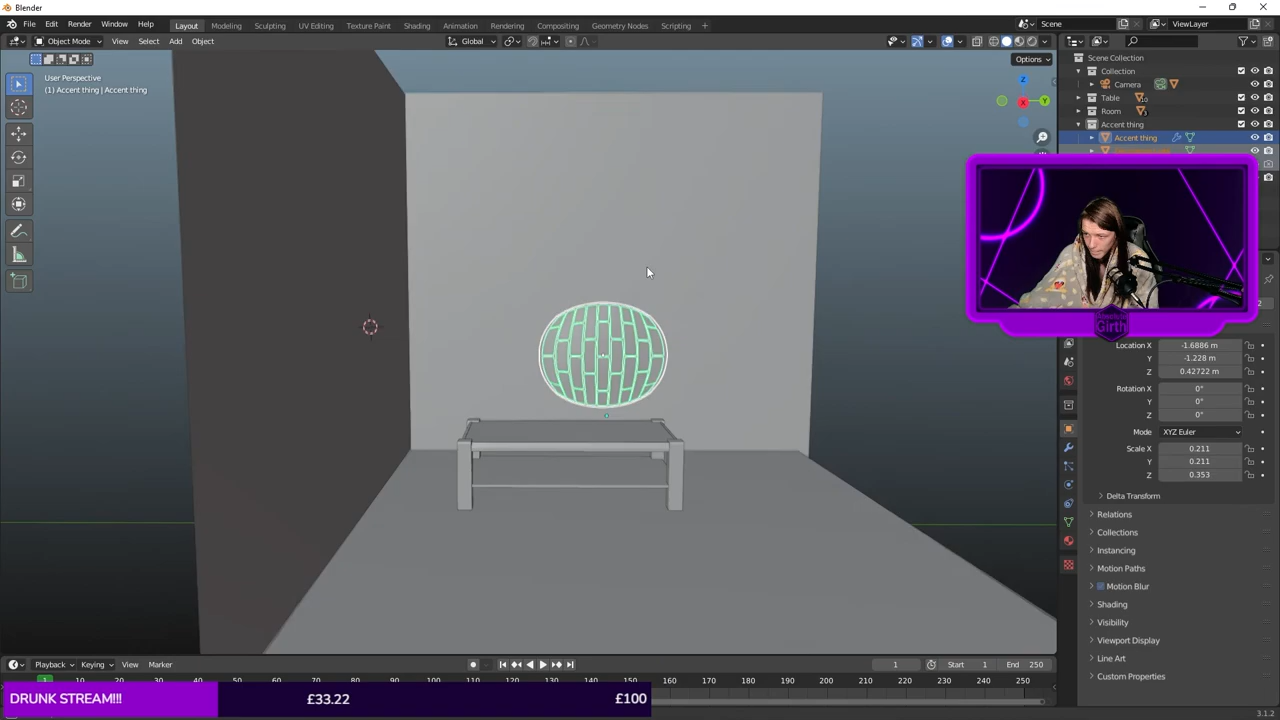 Blender
File Edit Render Window Help Layout Modeling Sculpting UV Editing Texture Paint Shading Animation Rendering Compositing Geometry Nodes Scripting + Scene ViewLayer
Object Mode View Select Add Object Global
Options
User Perspective
(1) Accent thing | Accent thing
Z
Y
X
Scene Collection
Collection
Camera
Table
Room
Accent thing
Accent thing
Girth
Location X -1.6886 m
Y -1.228 m
Z 0.42722 m
Rotation X 0°
Y 0°
Z 0°
Mode XYZ Euler
Scale X 0.211
Y 0.211
Z 0.353
Delta Transform
Relations
Collections
Instancing
Motion Paths
Motion Blur
Shading
Visibility
Viewport Display
Line Art
Custom Properties
Playback Keying View Marker 1 Start 1 End 250
1 160 170 180 190 200 210 220 230 240 250
10 20 30 40 50 60 70 80 90 100 110 120 130 140 150
DRUNK STREAM!!! £33.22 £100
3.1.2